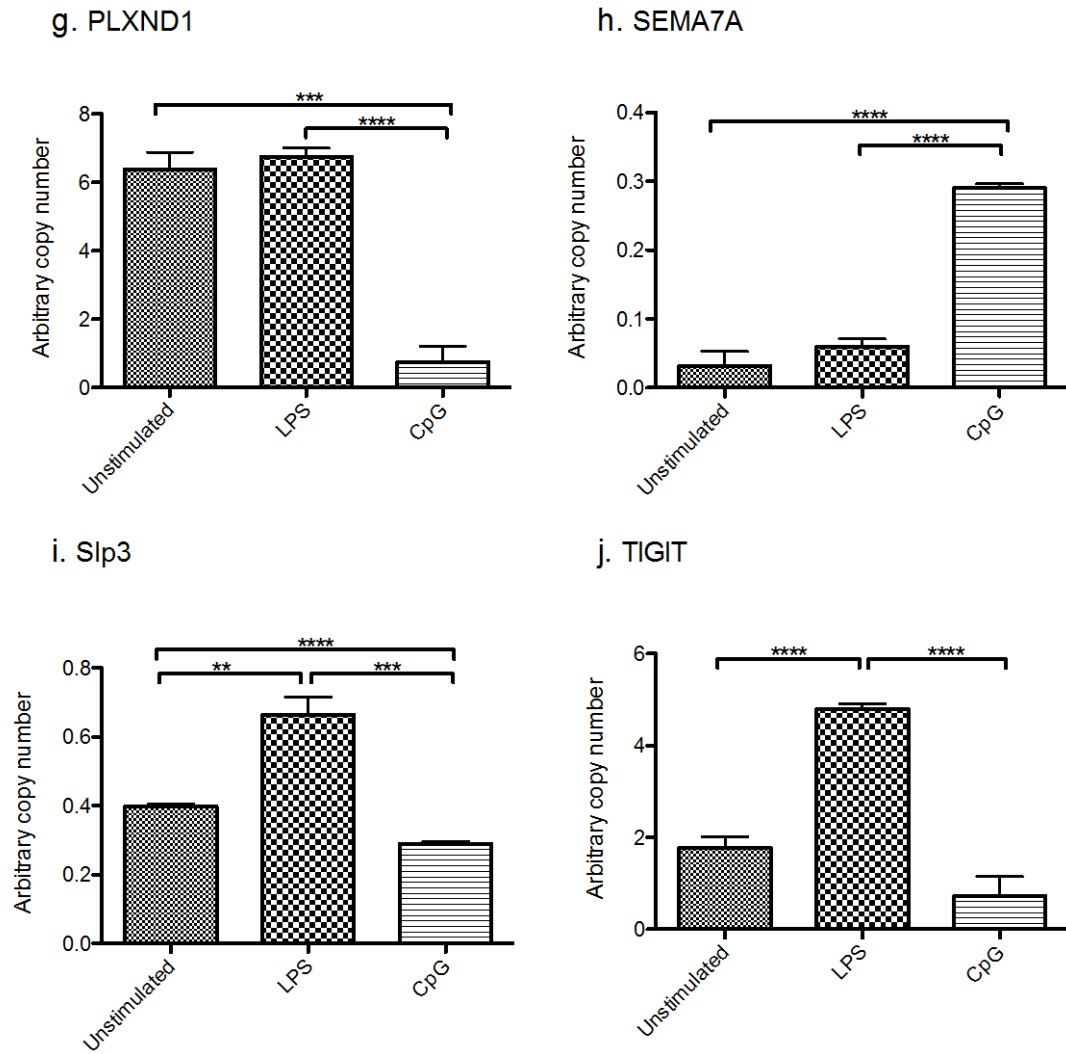 g. PLXND1
h. SEMA7A
***
****
8
6
4
2
0
Arbitrary copy number
Unstimulated
LPS
CpG
****
****
0.4
0.3
0.2
0.1
0.0
Arbitrary copy number
Unstimulated
LPS
CpG
i. Slp3
j. TIGIT
****
**
***
0.8
0.6
0.4
0.2
0.0
Arbitrary copy number
Unstimulated
LPS
CpG
****
****
6
4
2
0
Arbitrary copy number
Unstimulated
LPS
CpG